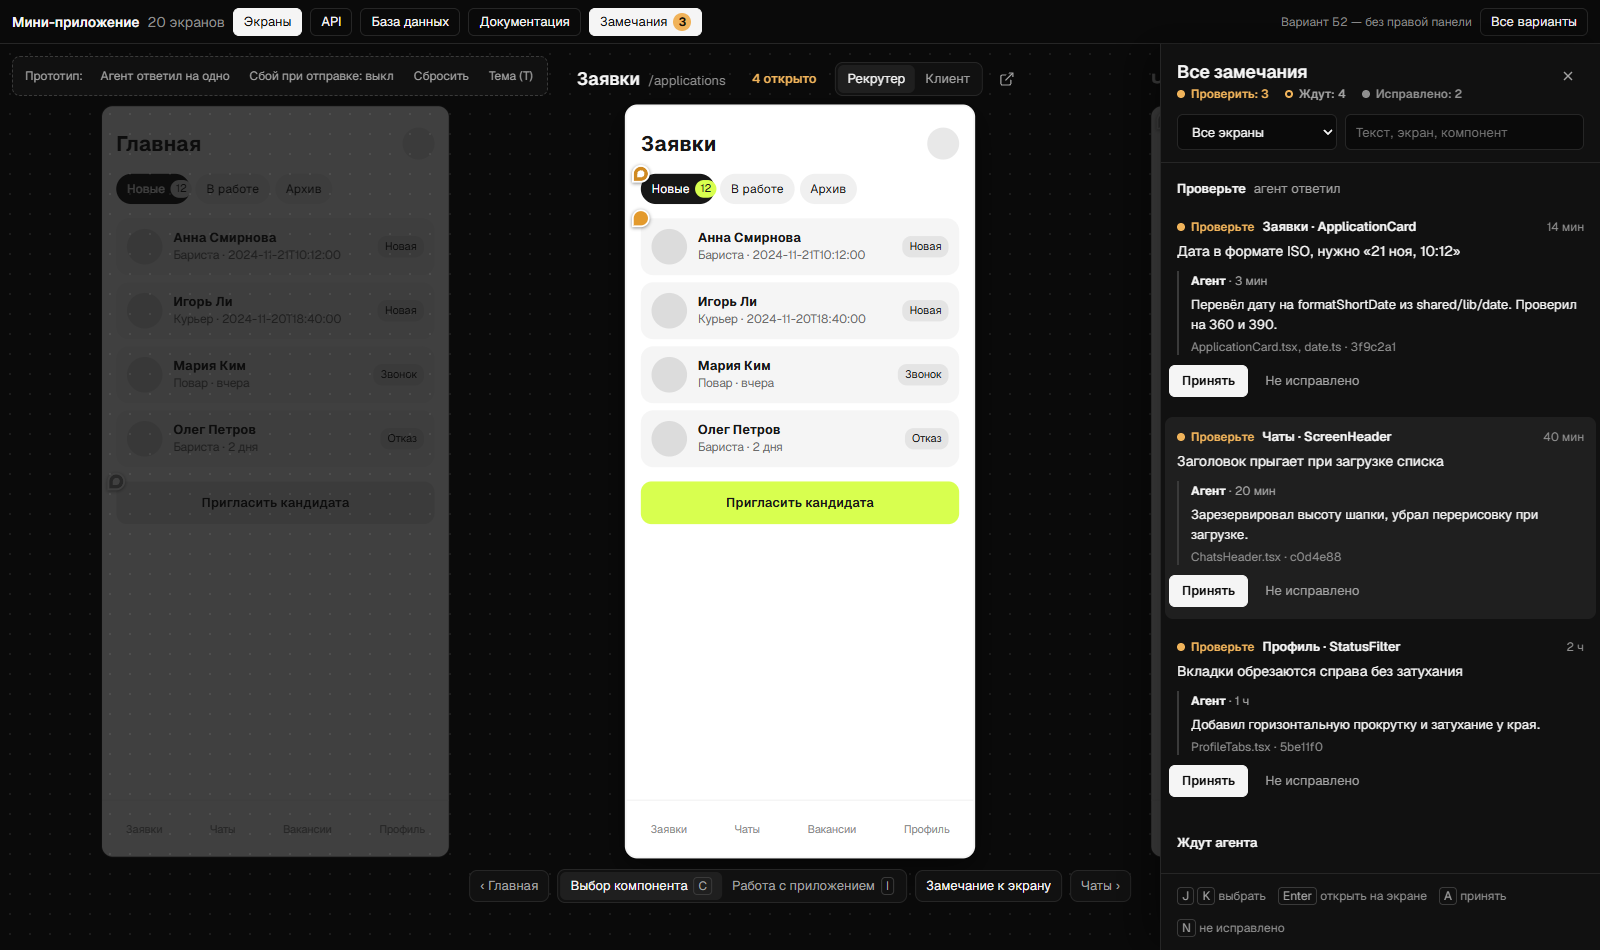 Мини-приложение 20 экранов Экраны API База данных Документация Замечания 3 Вариант Б2 — без правой панели Все варианты
Прототип: Агент ответил на одно Сбой при отправке: выкл Сбросить Тема (T)
Заявки /applications 4 открыто Рекрутер Клиент
Главная
Новые 12 В работе Архив
Анна Смирнова
Бариста · 2024-11-21T10:12:00
Новая
Игорь Ли
Курьер · 2024-11-20T18:40:00
Новая
Мария Ким
Повар · вчера
Звонок
Олег Петров
Бариста · 2 дня
Отказ
Пригласить кандидата
Заявки Чаты Вакансии Профиль
Заявки
Новые 12 В работе Архив
Анна Смирнова
Бариста · 2024-11-21T10:12:00
Новая
Игорь Ли
Курьер · 2024-11-20T18:40:00
Новая
Мария Ким
Повар · вчера
Звонок
Олег Петров
Бариста · 2 дня
Отказ
Пригласить кандидата
Заявки Чаты Вакансии Профиль
‹ Главная Выбор компонента C Работа с приложением I Замечание к экрану Чаты ›
Все замечания
Проверить: 3 Ждут: 4 Исправлено: 2
Все экраны Текст, экран, компонент
Проверьте агент ответил
Проверьте Заявки · ApplicationCard 14 мин
Дата в формате ISO, нужно «21 ноя, 10:12»
Агент · 3 мин
Перевёл дату на formatShortDate из shared/lib/date. Проверил
на 360 и 390.
ApplicationCard.tsx, date.ts · 3f9c2a1
Принять Не исправлено
Проверьте Чаты · ScreenHeader 40 мин
Заголовок прыгает при загрузке списка
Агент · 20 мин
Зарезервировал высоту шапки, убрал перерисовку при
загрузке.
ChatsHeader.tsx · c0d4e88
Принять Не исправлено
Проверьте Профиль · StatusFilter 2 ч
Вкладки обрезаются справа без затухания
Агент · 1 ч
Добавил горизонтальную прокрутку и затухание у края.
ProfileTabs.tsx · 5be11f0
Принять Не исправлено
Ждут агента
J K выбрать Enter открыть на экране A принять
N не исправлено